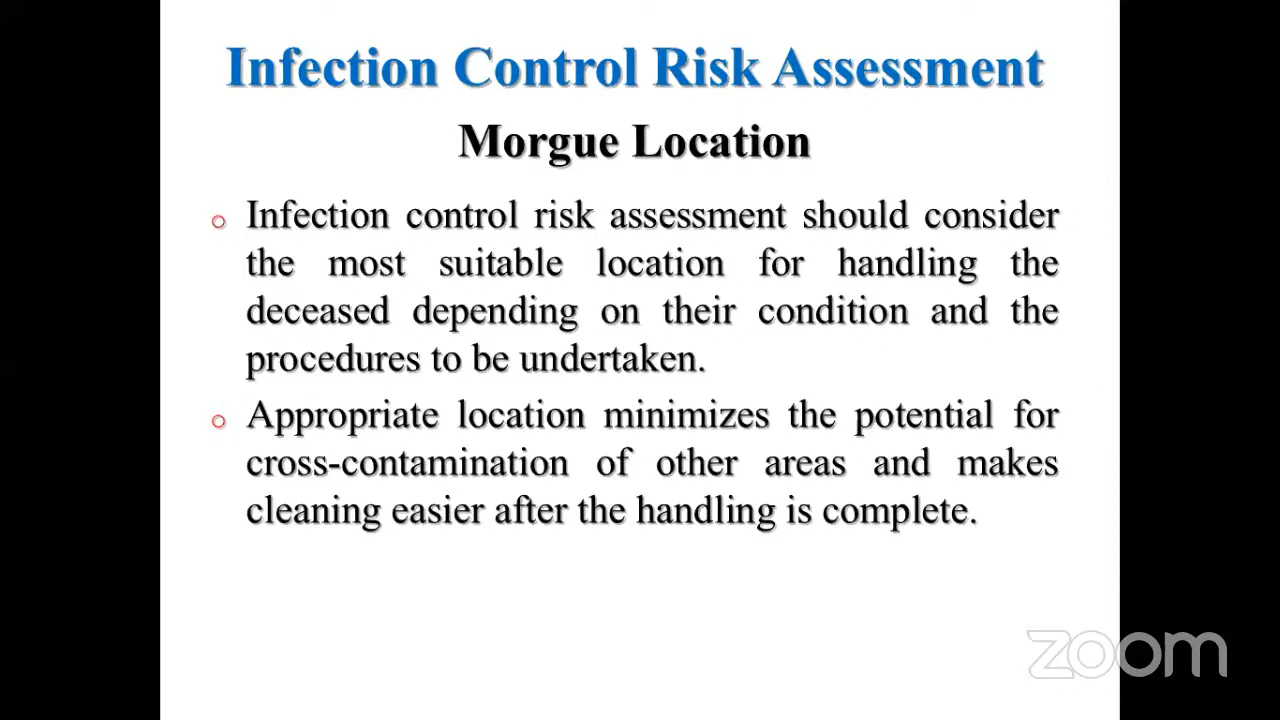 Infection Control Risk Assessment
Morgue Location
Infection control risk assessment should consider
the most suitable location for handling the
deceased depending on their condition and the
procedures to be undertaken.
Appropriate location minimizes the potential for
cross-contamination of other areas and makes
cleaning easier after the handling is complete.
zoom